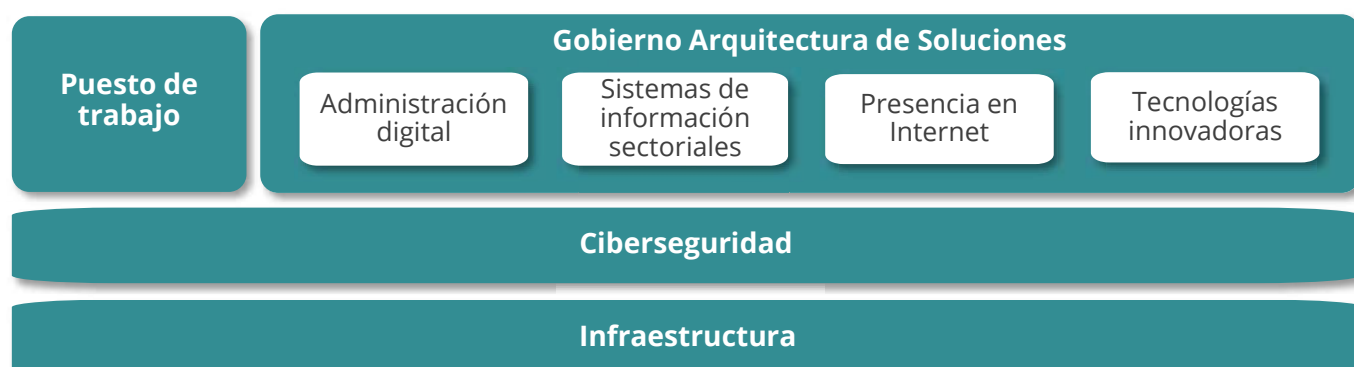 Puesto de
trabajo
Gobierno Arquitectura de Soluciones
Administración
digital
Sistemas de
información
sectoriales
Presencia en
Internet
Tecnologías
innovadoras
Ciberseguridad
Infraestructura